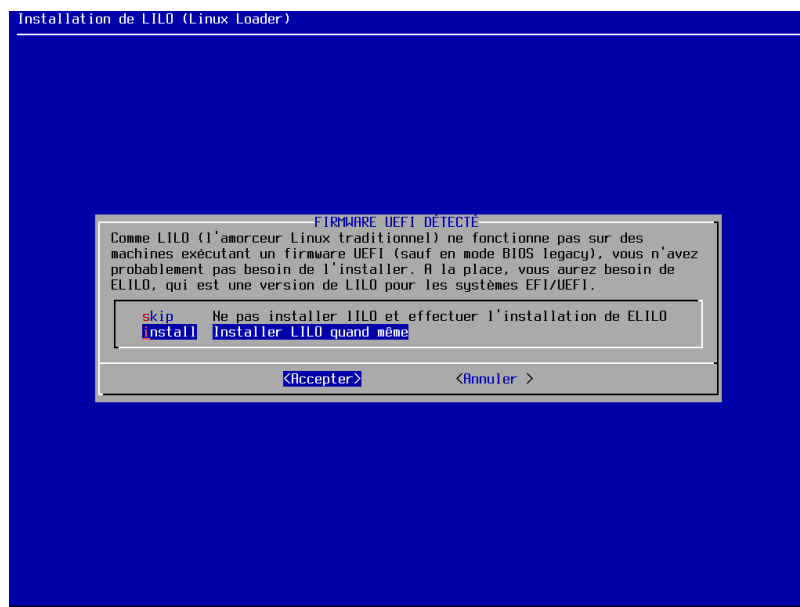 Installation de LILO (Linux Loader)
FIRMWARE UEFI DÉTECTÉ
Comme LILO (l'amorceur Linux traditionnel) ne fonctionne pas sur des
machines exécutant un firmware UEFI (sauf en mode BIOS legacy), vous n'avez
probablement pas besoin de l'installer. A la place, vous aurez besoin de
ELILO, qui est une version de LILO pour les systèmes EFI/UEFI.
skip Ne pas installer lILO et effectuer l'installation de ELILO
install Installer LILO quand même
<Accepter> <Annuler >